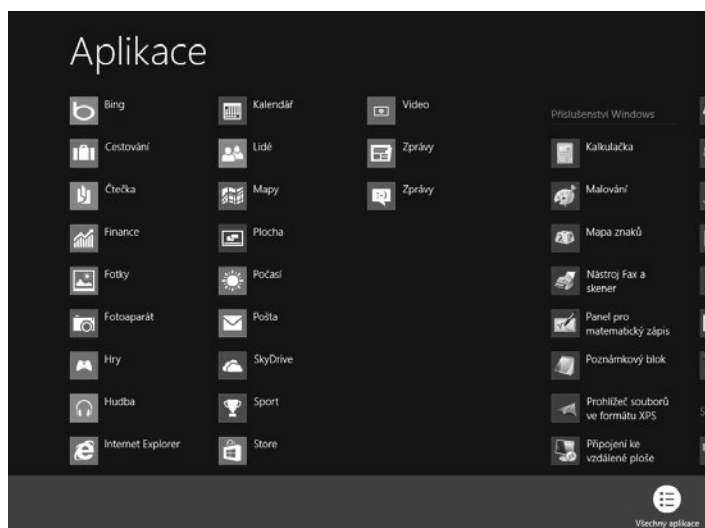 Aplikace
Bing
Cestování
Čtečka
Finance
Fotky
Fotoaparát
Hry
Hudba
Internet Explorer
Kalendář
Lidé
Mapy
Plocha
Počasí
Pošta
SkyDrive
Sport
Store
Video
Zprávy
Zprávy
Příslušenství Windows
Kalkulačka
Malování
Mapa znaků
Nástroj Fax a
skener
Panel pro
matematický zápis
Poznámkový blok
Prohlížeč souborů
ve formátu XPS
Připojení ke
vzdálené ploše
S
Všechny aplikace